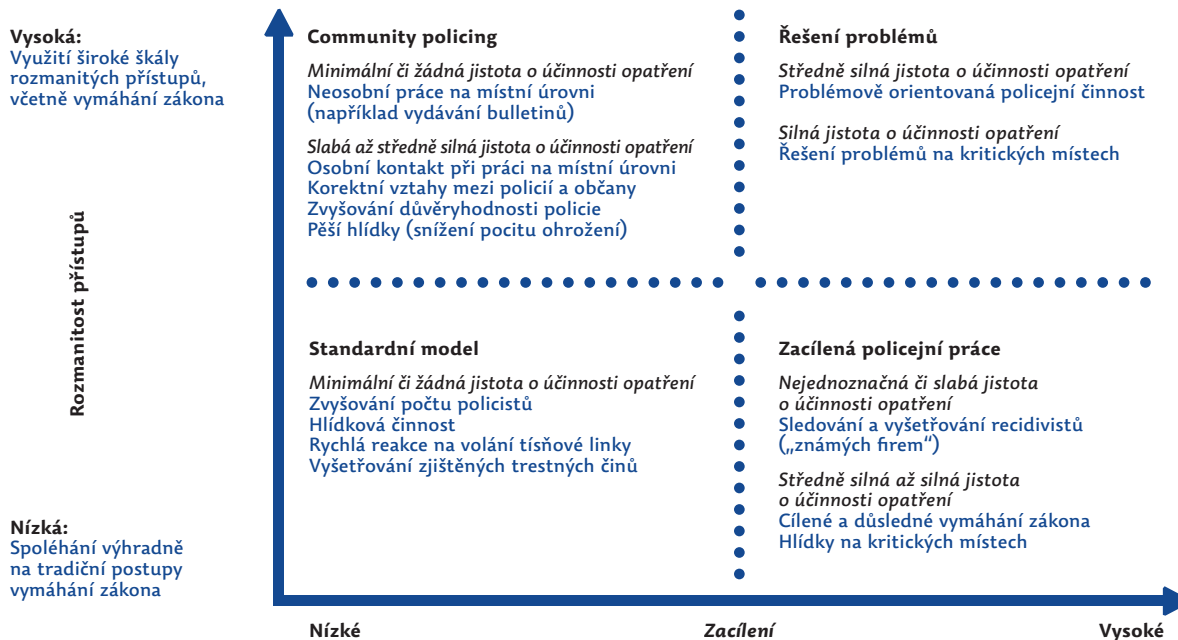 Vysoká:
Využití široké škály
rozmanitých přístupů,
včetně vymáhání zákona
Community policing
Minimální či žádná jistota o účinnosti opatření
Neosobní práce na místní úrovni
(například vydávání bulletinů)
Slabá až středně silná jistota o účinnosti opatření
Osobní kontakt při práci na místní úrovni
Korektní vztahy mezi policií a občany
Zvyšování důvěryhodnosti policie
Pěší hlídky (snížení pocitu ohrožení)
Řešení problémů
Středně silná jistota o účinnosti opatření
Problémově orientovaná policejní činnost
Silná jistota o účinnosti opatření
Řešení problémů na kritických místech
Rozmanitost přístupů
Standardní model
Minimální či žádná jistota o účinnosti opatření
Zvyšování počtu policistů
Hlídková činnost
Rychlá reakce na volání tísňové linky
Vyšetřování zjištěných trestných činů
Zacílená policejní práce
Nejednoznačná či slabá jistota
o účinnosti opatření
Sledování a vyšetřování recidivistů
(„známých firem“)
Středně silná až silná jistota
o účinnosti opatření
Cílené a důsledné vymáhání zákona
Hlídky na kritických místech
Nízká:
Spoléhání výhradně
na tradiční postupy
vymáhání zákona
Nízké
Zacílení
Vysoké